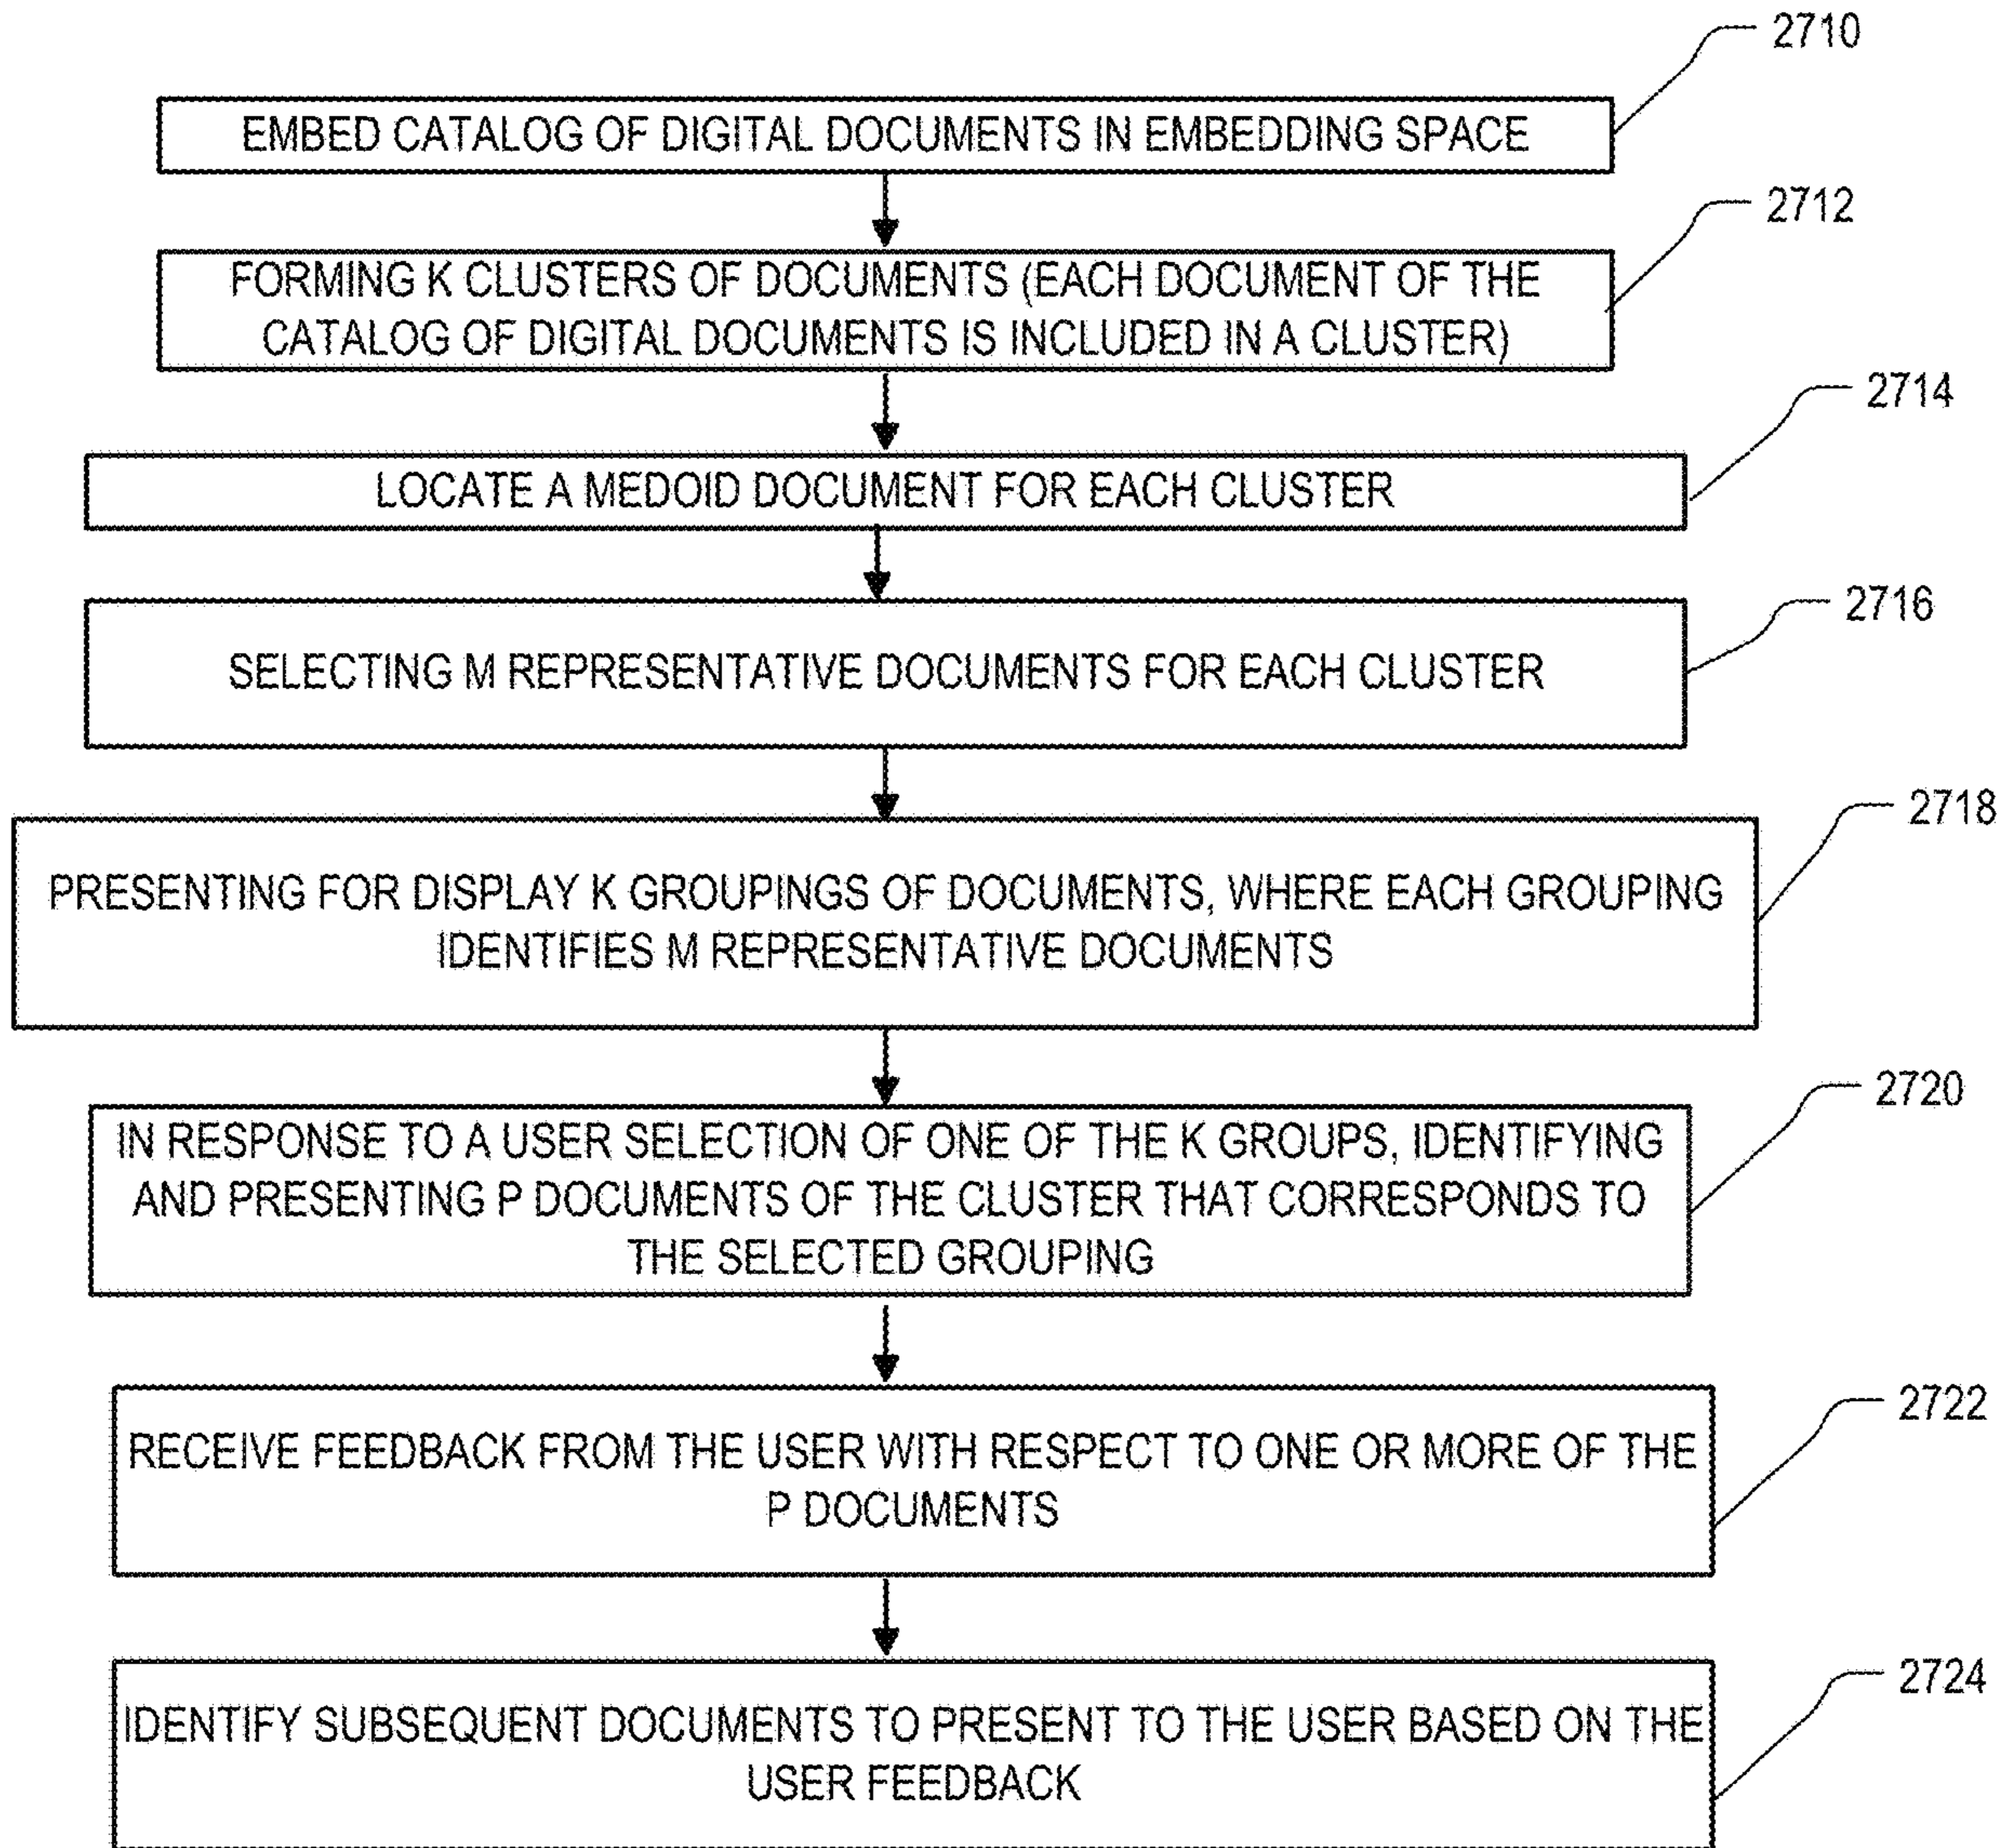 2710
EMBED CATALOG OF DIGITAL DOCUMENTS IN EMBEDDING SPACE
2712
FORMING K CLUSTERS OF DOCUMENTS (EACH DOCUMENT OF THE
CATALOG OF DIGITAL DOCUMENTS IS INCLUDED IN A CLUSTER)
2714
LOCATE A MEDOID DOCUMENT FOR EACH CLUSTER
2716
SELECTING M REPRESENTATIVE DOCUMENTS FOR EACH CLUSTER
2718
PRESENTING FOR DISPLAY K GROUPINGS OF DOCUMENTS, WHERE EACH GROUPING
IDENTIFIES M REPRESENTATIVE DOCUMENTS
2720
IN RESPONSE TO A USER SELECTION OF ONE OF THE K GROUPS, IDENTIFYING
AND PRESENTING P DOCUMENTS OF THE CLUSTER THAT CORRESPONDS TO
THE SELECTED GROUPING
2722
RECEIVE FEEDBACK FROM THE USER WITH RESPECT TO ONE OR MORE OF THE
P DOCUMENTS
2724
IDENTIFY SUBSEQUENT DOCUMENTS TO PRESENT TO THE USER BASED ON THE
USER FEEDBACK